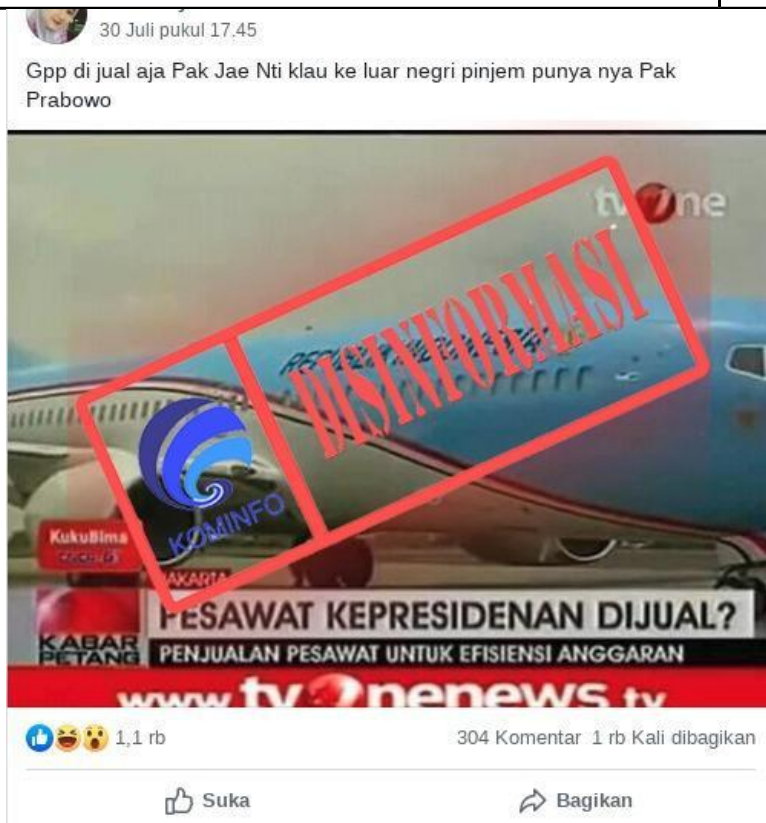 30 Juli pukul 17.45
Gpp di jual aja Pak Jae Nti klau ke luar negri pinjem punya nya Pak
Prabowo
tvOne
REPUBLIK INDONESIA
DISINFORMASI
KOMINFO
KukuBima
JAKARTA
PESAWAT KEPRESIDENAN DIJUAL?
KABAR
PETANG
PENJUALAN PESAWAT UNTUK EFISIENSI ANGGARAN
www.tvOnenews.tv
1,1 rb
304 Komentar 1 rb Kali dibagikan
Suka
Bagikan